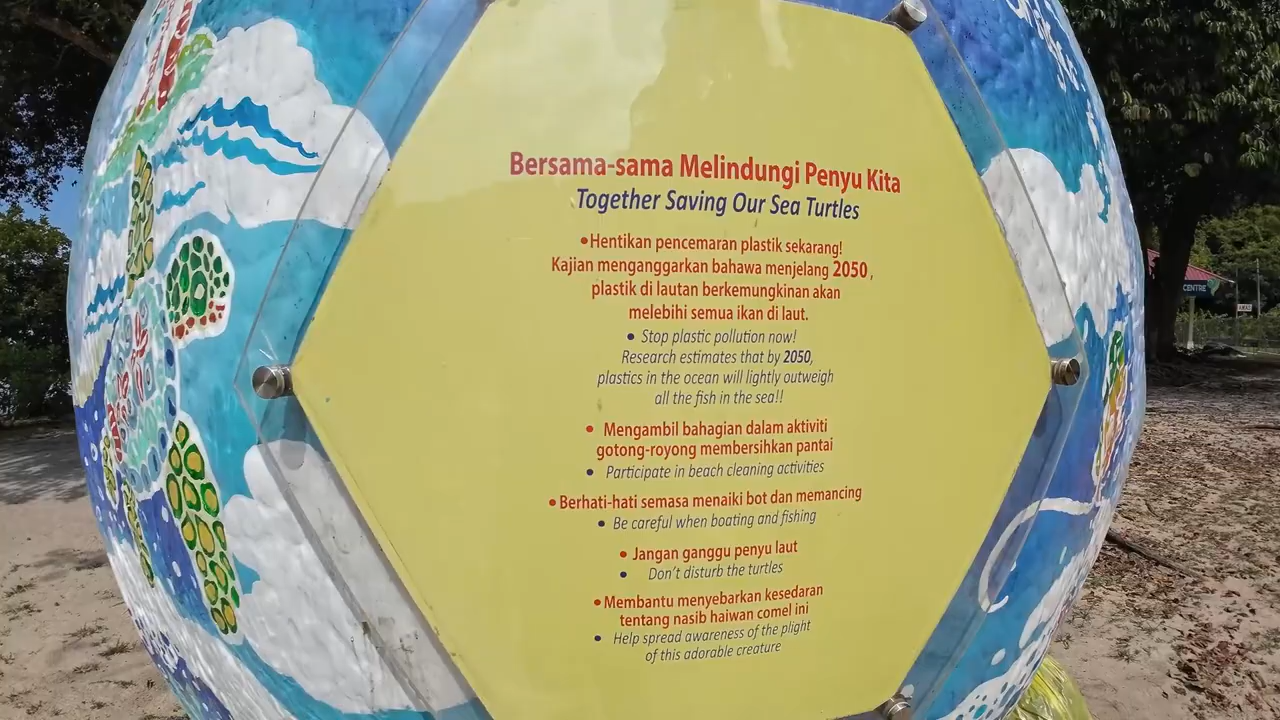 Bersama-sama Melindungi Penyu Kita
Together Saving Our Sea Turtles
•Hentikan pencemaran plastik sekarang!
Kajian menganggarkan bahawa menjelang 2050,
plastik di lautan berkemungkinan akan
melebihi semua ikan di laut.
• Stop plastic pollution now!
Research estimates that by 2050,
plastics in the ocean will lightly outweigh
all the fish in the sea!!
• Mengambil bahagian dalam aktiviti
gotong-royong membersihkan pantai
• Participate in beach cleaning activities
•Berhati-hati semasa menaiki bot dan memancing
• Be careful when boating and fishing
• Jangan ganggu penyu laut
• Don't disturb the turtles
•Membantu menyebarkan kesedaran
tentang nasib haiwan comel ini
• Help spread awareness of the plight
of this adorable creature
CENTRE